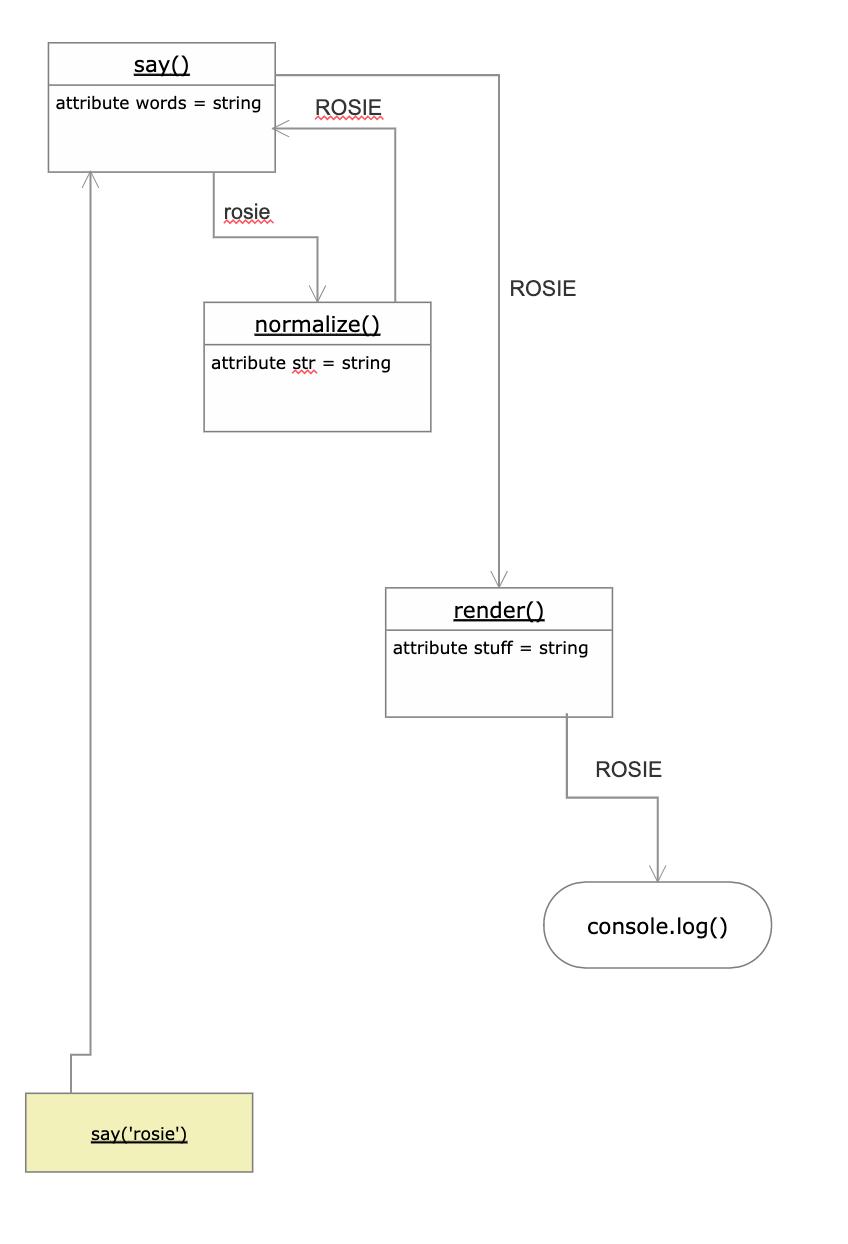 say()
attribute words = string
ROSIE
rosie
ROSIE
normalize()
attribute str = string
render()
attribute stuff = string
ROSIE
console.log()
say('rosie')